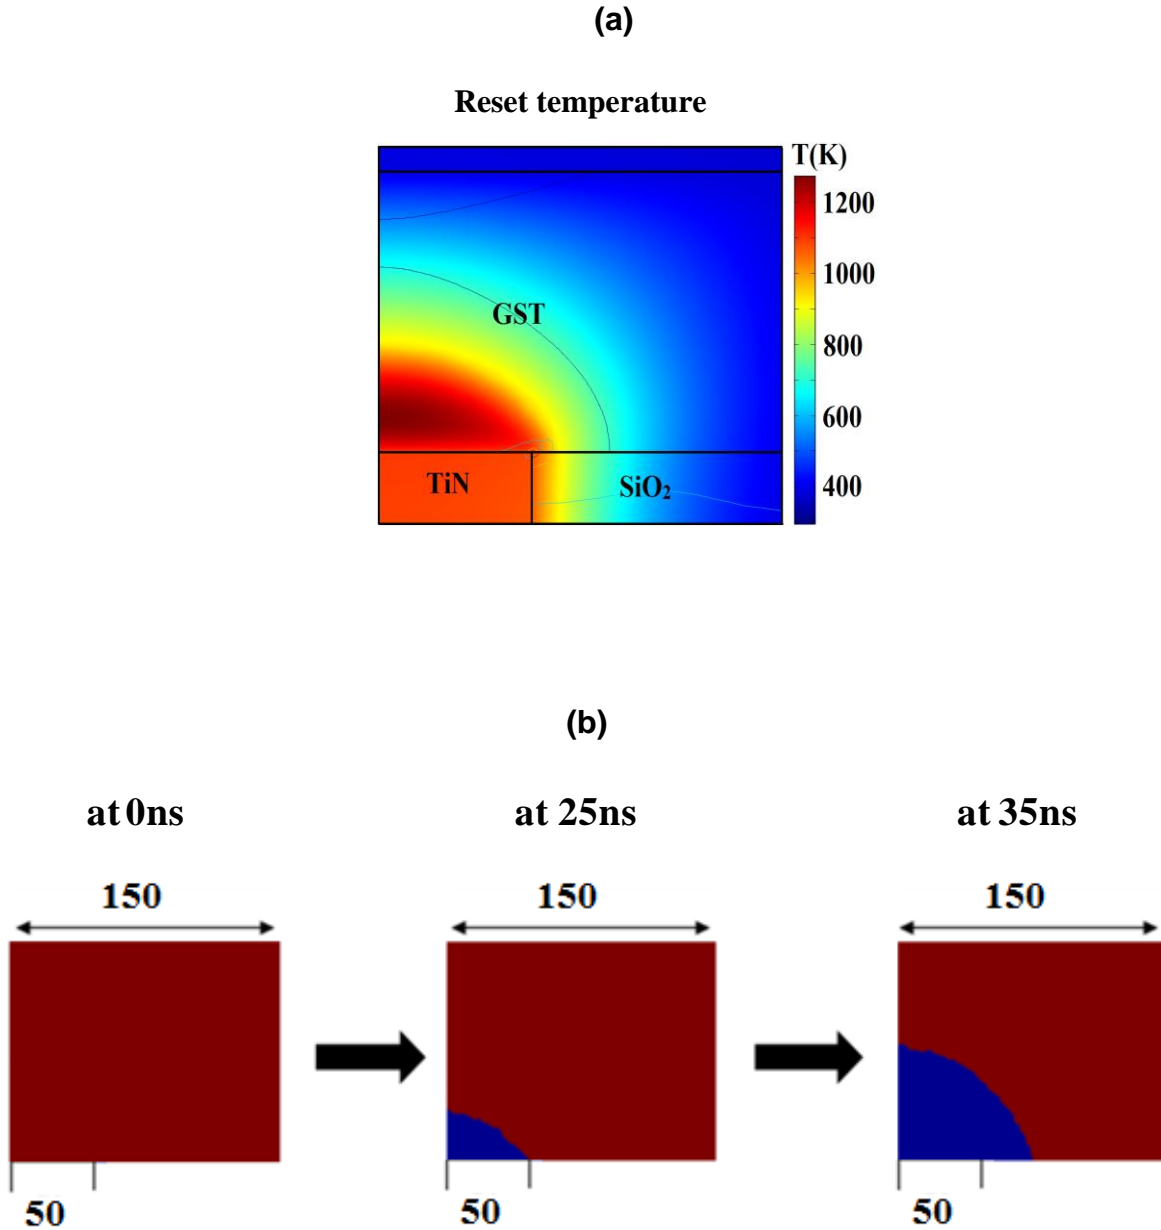 (a)
Reset temperature
T(K)
1200
1000
GST
800
600
TiN
SiO₂
400
(b)
at 0ns
at 25ns
at 35ns
150
150
150
50
50
50